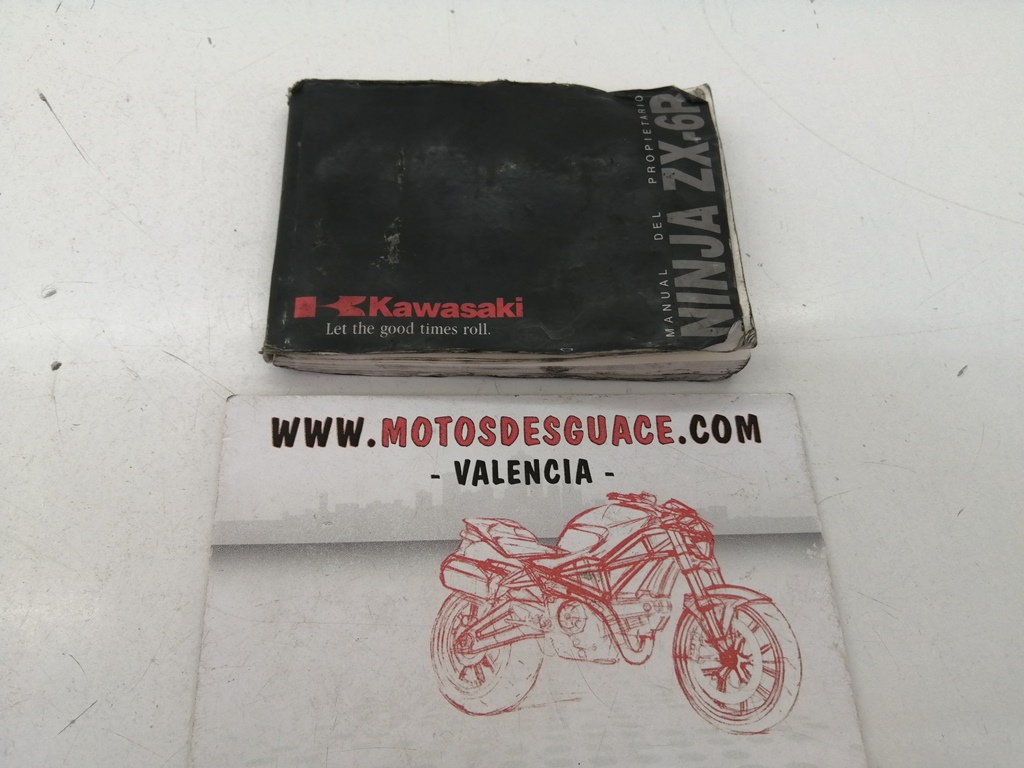 Kawasaki
Let the good times roll.
MANUAL DEL PROPIETARIO
NINJA ZX-6R
WWW.MOTOSDESGUACE.COM
- VALENCIA -